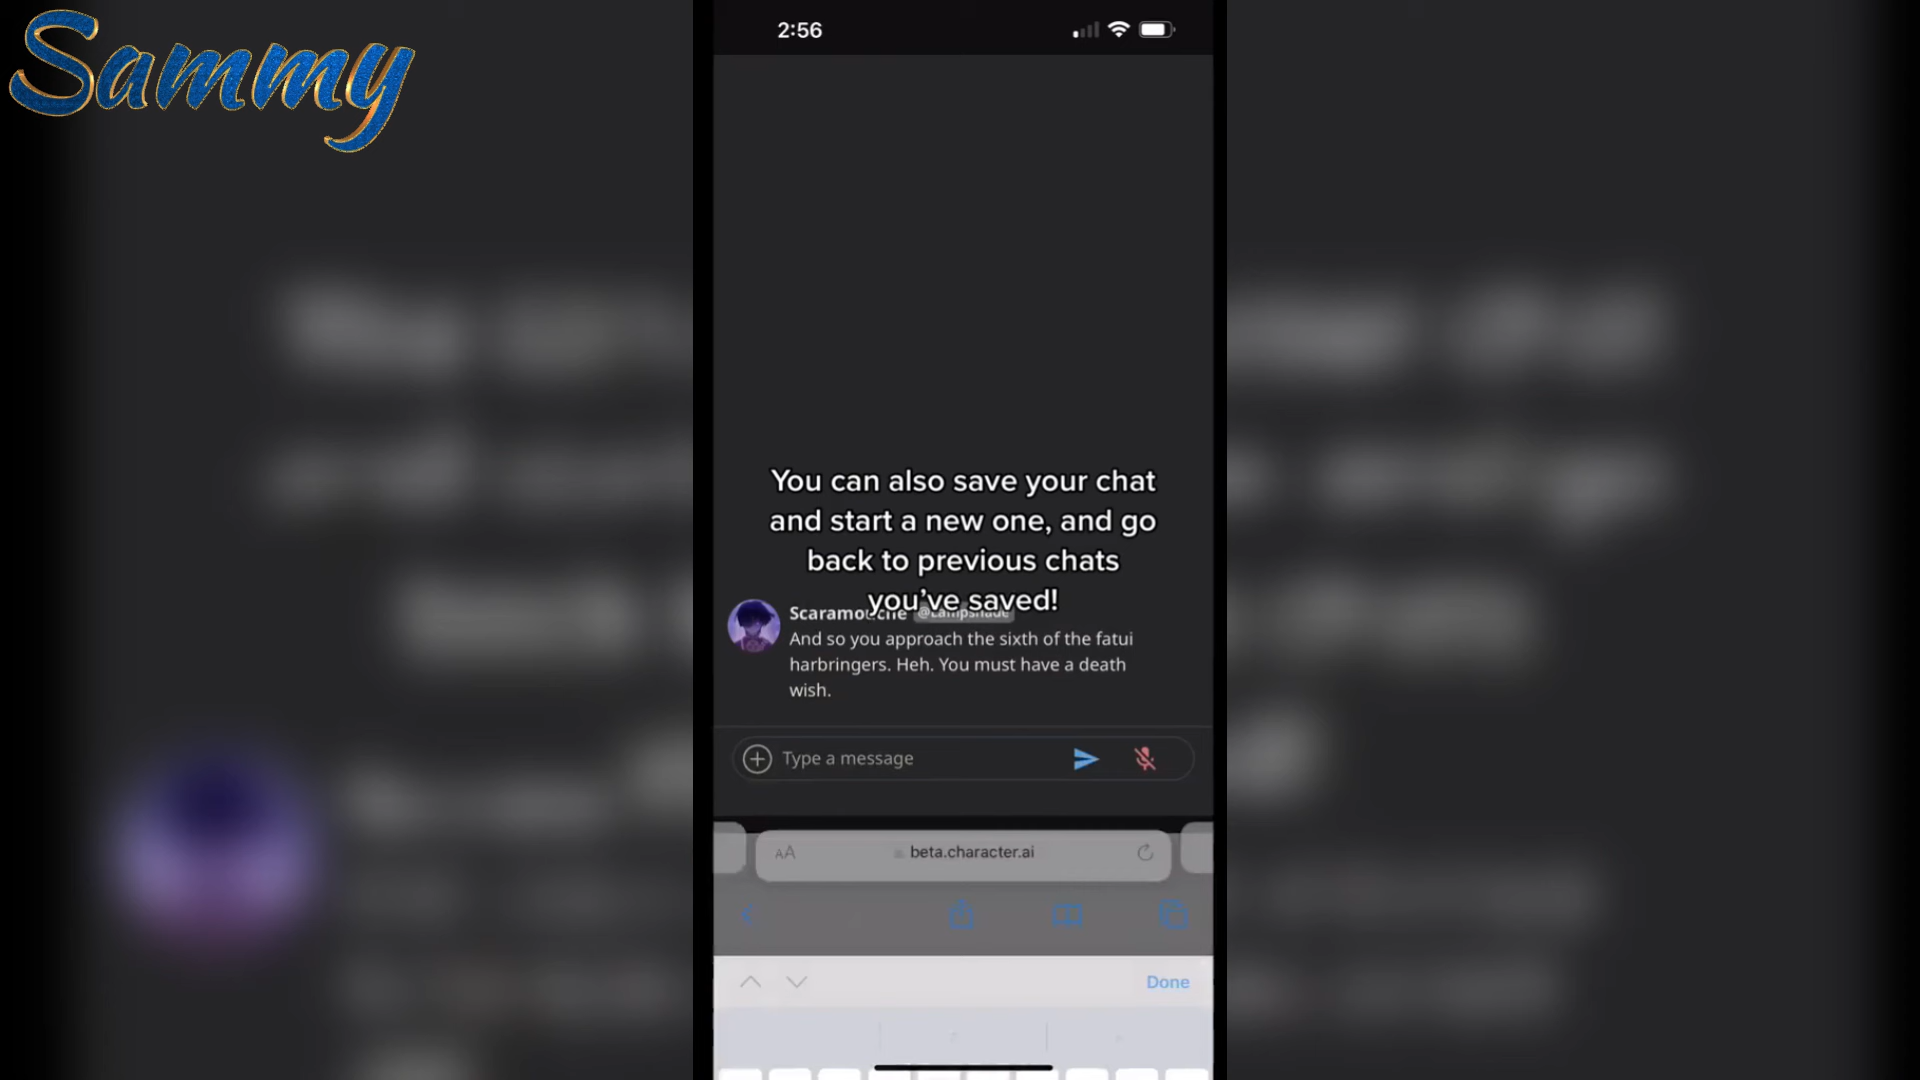 Sammy
2:56
You can also save your chat
and start a new one, and go
back to previous chats
you've saved!
Scaramouche @Lampshade
And so you approach the sixth of the fatui
harbringers. Heh. You must have a death
wish.
Type a message
AA beta.character.ai
Done